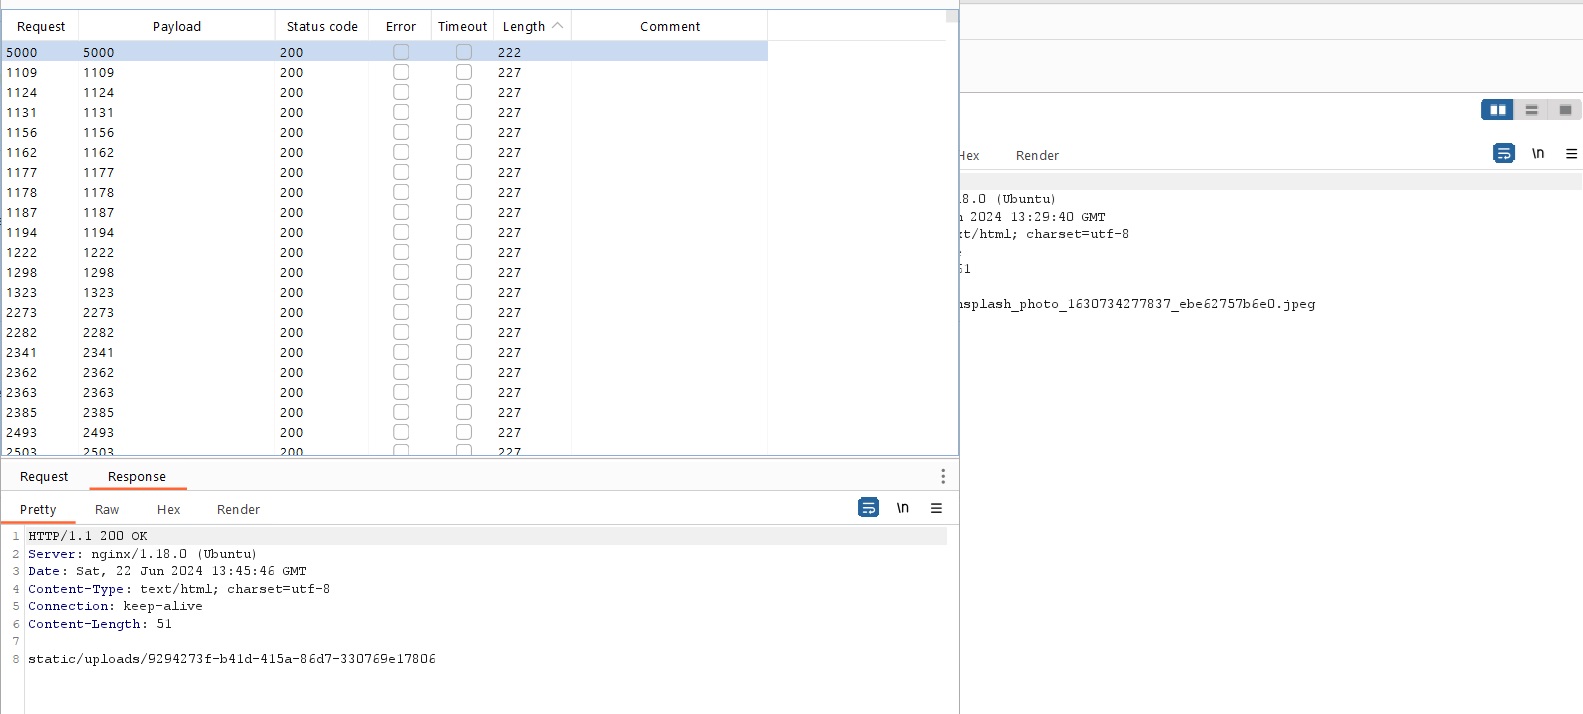 Request Payload Status code Error Timeout Length Comment
5000 5000 200 222
1109 1109 200 227
1124 1124 200 227
1131 1131 200 227
1156 1156 200 227
1162 1162 200 227
1177 1177 200 227
1178 1178 200 227
1187 1187 200 227
1194 1194 200 227
1222 1222 200 227
1298 1298 200 227
1323 1323 200 227
2273 2273 200 227
2282 2282 200 227
2341 2341 200 227
2362 2362 200 227
2363 2363 200 227
2385 2385 200 227
2493 2493 200 227
2503 2503 200 227
Request Response
Pretty Raw Hex Render
\n
1 HTTP/1.1 200 OK
2 Server: nginx/1.18.0 (Ubuntu)
3 Date: Sat, 22 Jun 2024 13:45:46 GMT
4 Content-Type: text/html; charset=utf-8
5 Connection: keep-alive
6 Content-Length: 51
7
8 static/uploads/9294273f-b41d-415a-86d7-330769e17806
Hex Render
\n
18.0 (Ubuntu)
n 2024 13:29:40 GMT
xt/html; charset=utf-8
51
nsplash_photo_1630734277837_ebe62757b6e0.jpeg